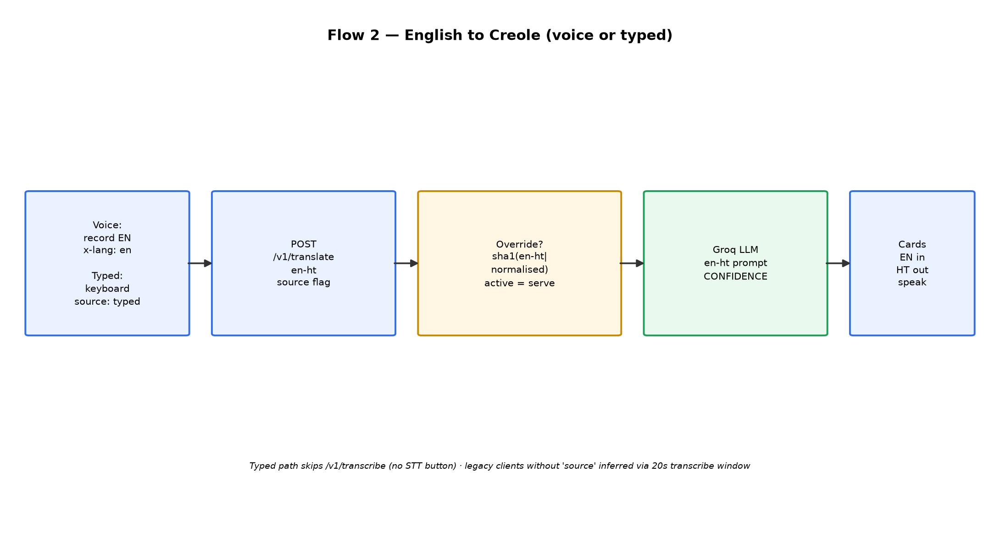 Flow 2 — English to Creole (voice or typed)
Voice:
record EN
x-lang: en
Typed:
keyboard
source: typed
POST
/v1/translate
en-ht
source flag
Override?
sha1(en-ht|
normalised)
active = serve
Groq LLM
en-ht prompt
CONFIDENCE
Cards
EN in
HT out
speak
Typed path skips /v1/transcribe (no STT button) · legacy clients without 'source' inferred via 20s transcribe window